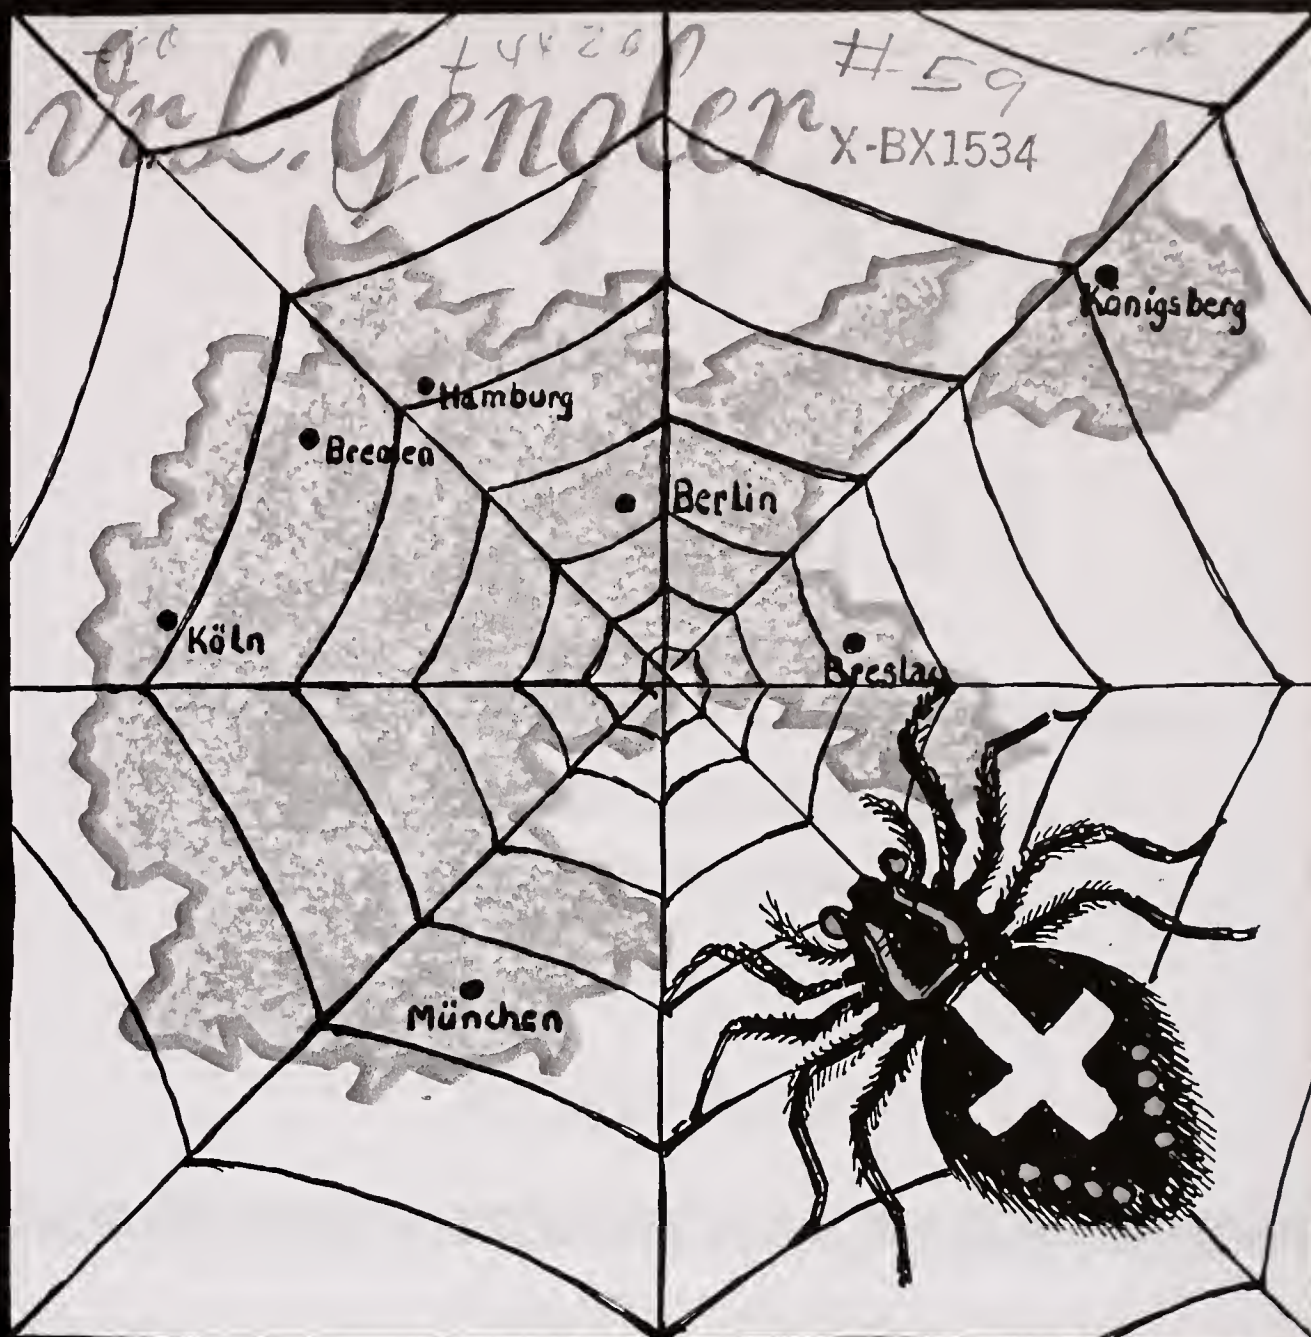 Dr. L. Gengler
# 59
X-BX1534
Königsberg
Hamburg
Bremen
Berlin
Köln
Breslau
München